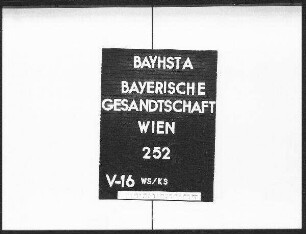 BAYHSTA
BAYERISCHE
GESANDTSCHAFT
WIEN
252
V-16 WS/KS